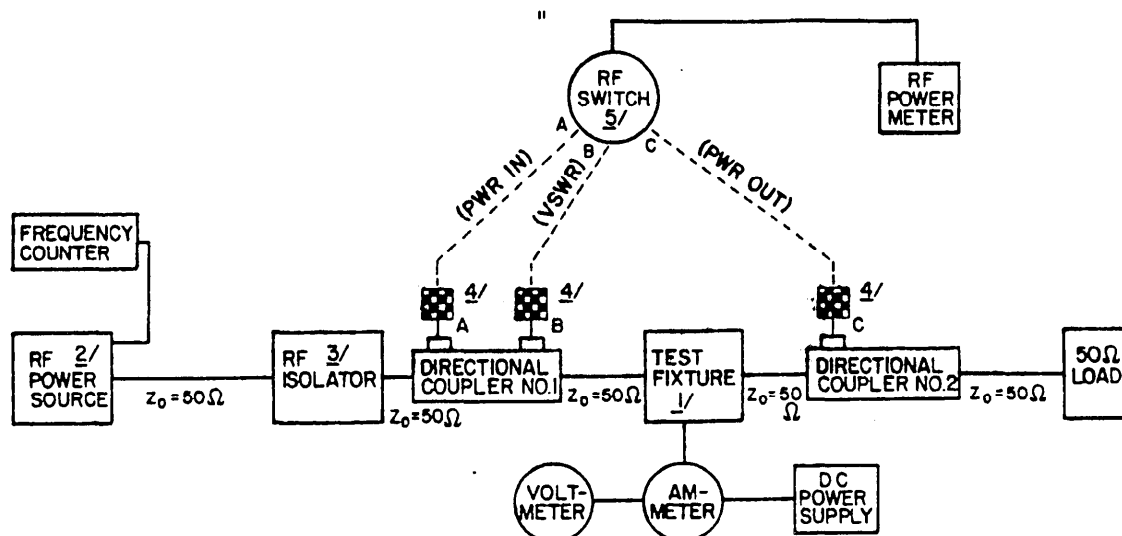 "
RF
SWITCH
5/
A
B
C
RF
POWER
METER
(PWR IN)
(VSWR)
(PWR OUT)
FREQUENCY
COUNTER
4/
4/
4/
A
B
C
RF 2/
POWER
SOURCE
Z₀=50Ω
RF 3/
ISOLATOR
Z₀=50Ω
DIRECTIONAL
COUPLER NO.1
Z₀=50Ω
TEST
FIXTURE
1/
Z₀=50
Ω
DIRECTIONAL
COUPLER NO.2
Z₀=50Ω
50Ω
LOAD
VOLT-
METER
AM-
METER
DC
POWER
SUPPLY